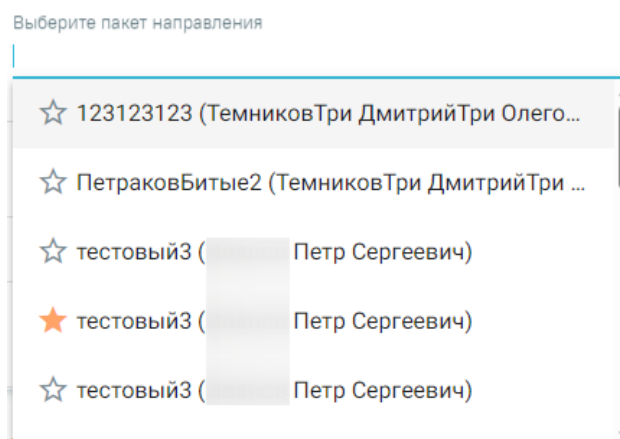 Выберите пакет направления
123123123 (ТемниковТри ДмитрийТри Олего...
ПетраковБитые2 (ТемниковТри ДмитрийТри ...
тестовый3 ( Петр Сергеевич)
тестовый3 ( Петр Сергеевич)
тестовый3 ( Петр Сергеевич)